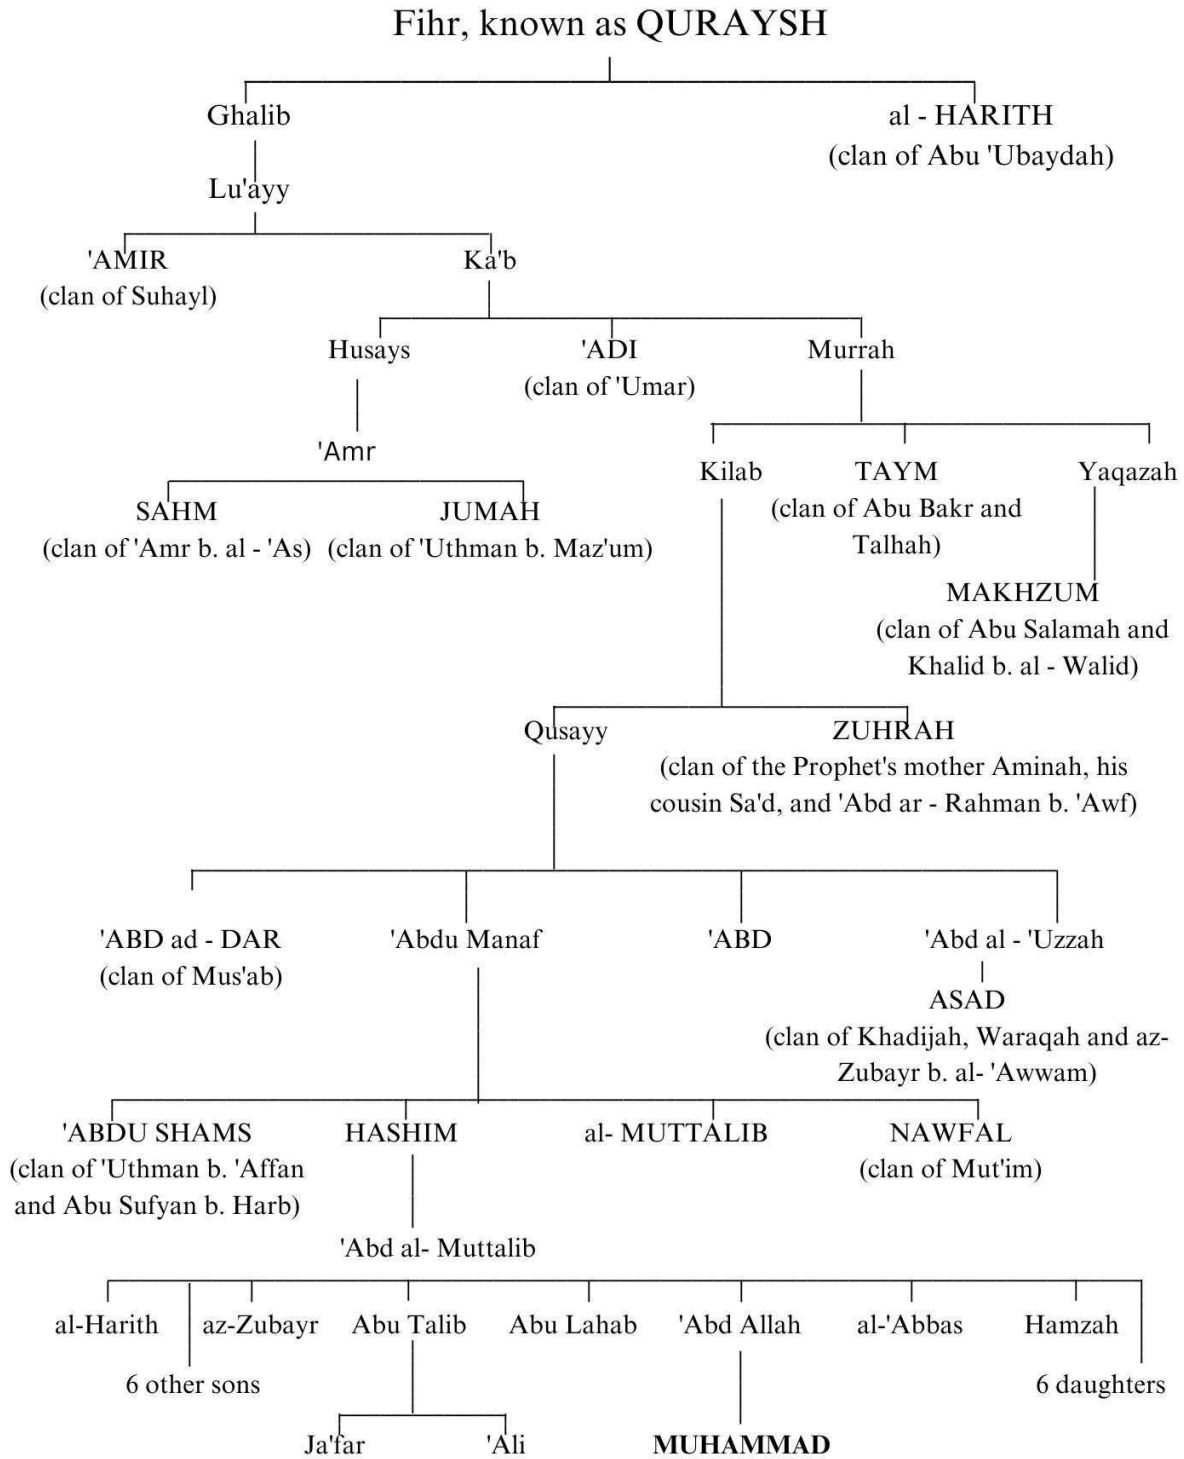 Fihr, known as QURAYSH
Ghalib
al - HARITH
(clan of Abu 'Ubaydah)
Lu'ayy
'AMIR
(clan of Suhayl)
Ka'b
Husays
'ADI
(clan of 'Umar)
Murrah
'Amr
Kilab
TAYM
(clan of Abu Bakr and
Talhah)
Yaqazah
SAHM
(clan of 'Amr b. al - 'As)
JUMAH
(clan of 'Uthman b. Maz'um)
MAKHZUM
(clan of Abu Salamah and
Khalid b. al - Walid)
Qusayy
ZUHRAH
(clan of the Prophet's mother Aminah, his
cousin Sa'd, and 'Abd ar - Rahman b. 'Awf)
'ABD ad - DAR
(clan of Mus'ab)
'Abdu Manaf
'ABD
'Abd al - 'Uzzah
ASAD
(clan of Khadijah, Waraqah and az-
Zubayr b. al- 'Awwam)
'ABDU SHAMS
(clan of 'Uthman b. 'Affan
and Abu Sufyan b. Harb)
HASHIM
al- MUTTALIB
NAWFAL
(clan of Mut'im)
'Abd al- Muttalib
al-Harith
az-Zubayr
Abu Talib
Abu Lahab
'Abd Allah
al-'Abbas
Hamzah
6 other sons
6 daughters
Ja'far
'Ali
MUHAMMAD